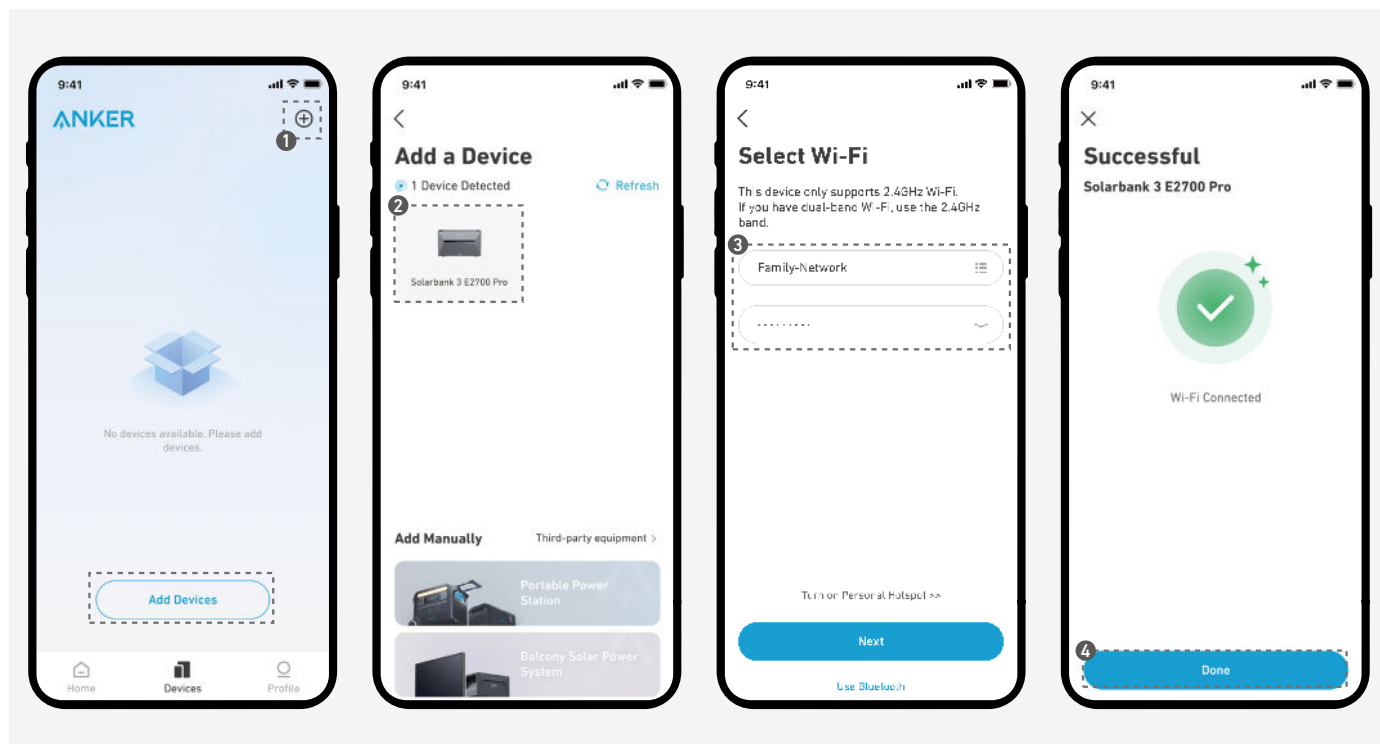 9:41
ANKER
1
No devices available. Please add
devices.
Add Devices
Home
Devices
Profile
9:41
Add a Device
1 Device Detected
Refresh
2
Solarbank 3 E2700 Pro
Add Manually
Third-party equipment >
Portable Power
Station
Balcony Solar Power
System
9:41
Select Wi-Fi
This device only supports 2.4GHz Wi-Fi.
If you have dual-band Wi-Fi, use the 2.4GHz
band.
3
Family-Network
Turn on Personal Hotspot >>
Next
Use Bluetooth
9:41
Successful
Solarbank 3 E2700 Pro
Wi-Fi Connected
4
Done